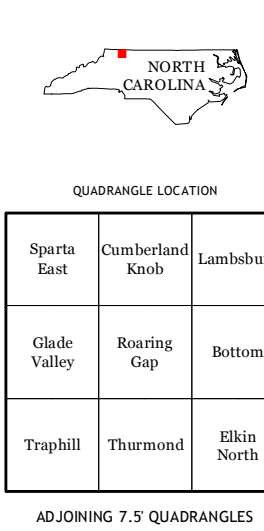 NORTH
CAROLINA
QUADRANGLE LOCATION
Sparta
East
Cumberland
Knob
Glade
Valley
Roaring
Gap
Bottom
Traphill
Thurmond
Elkin
North
ADJOINING 7.5' QUADRANGLES